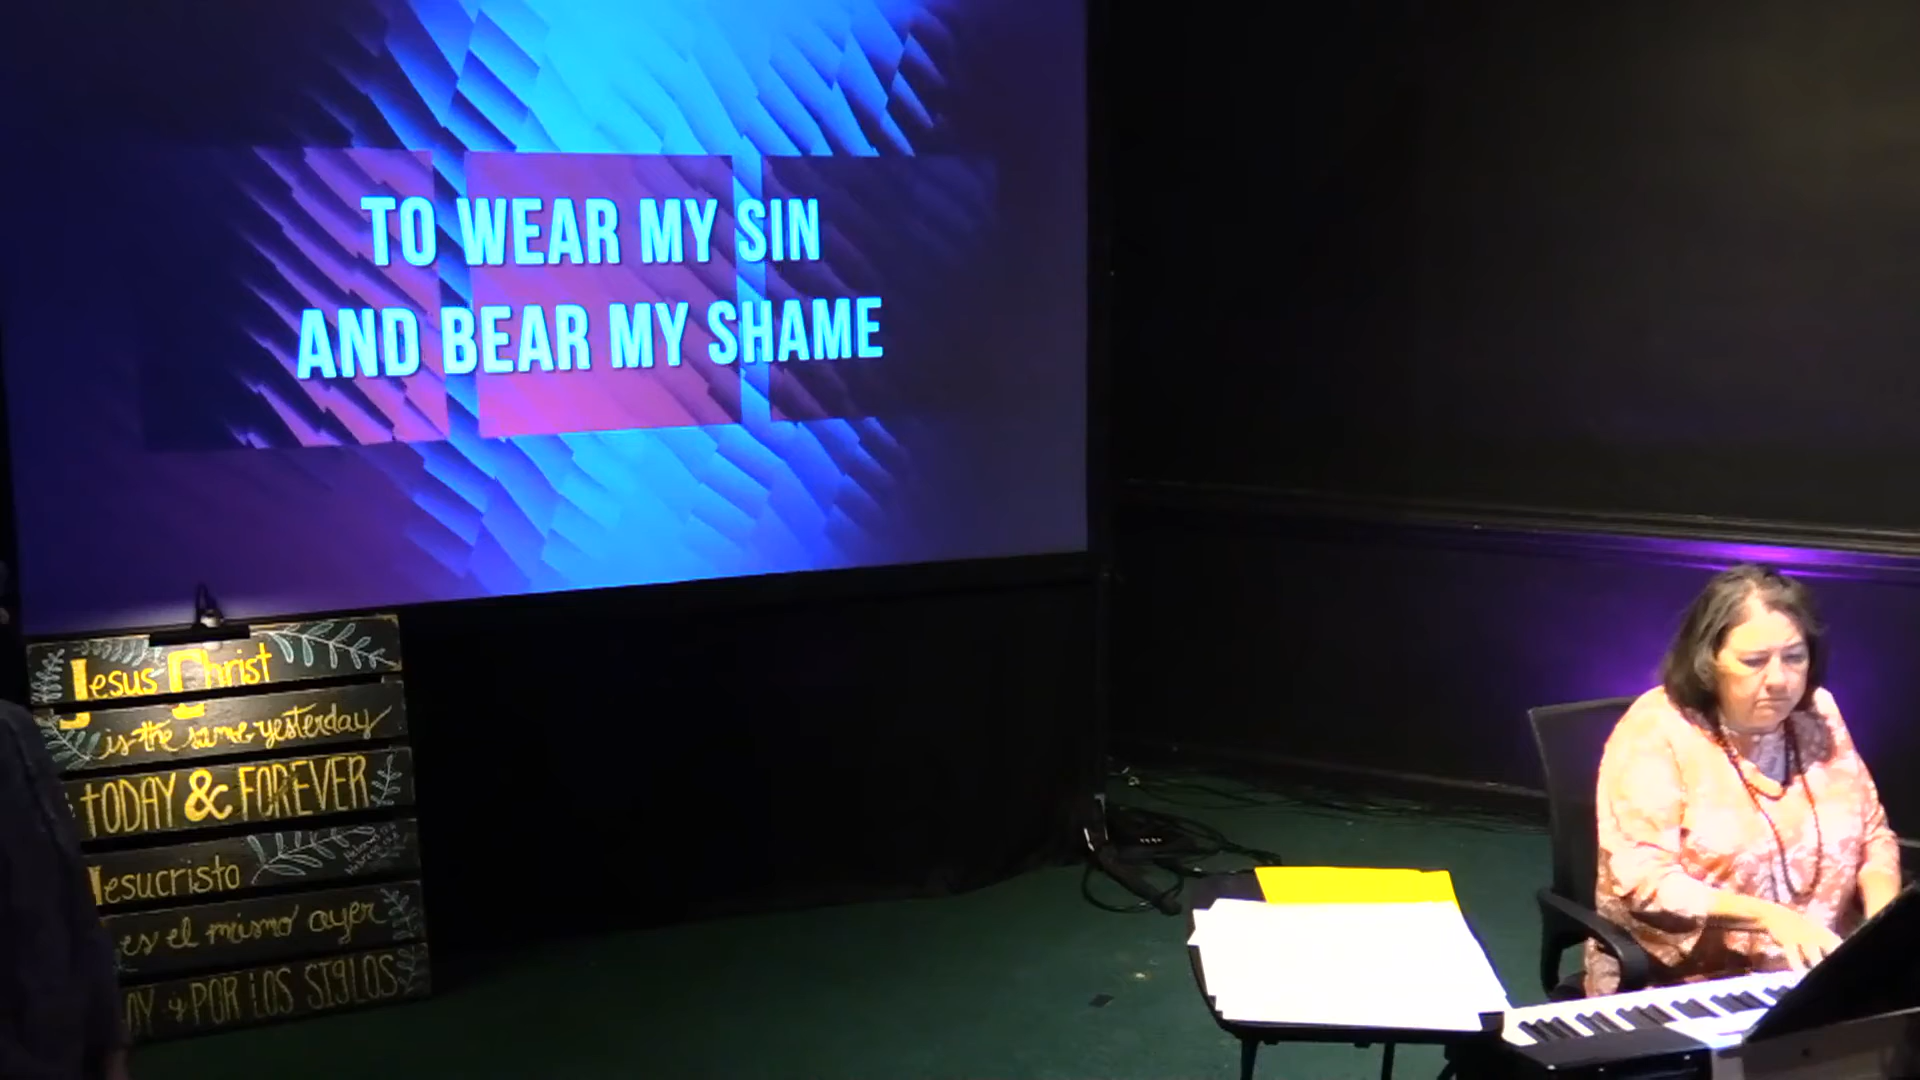 TO WEAR MY SIN
AND BEAR MY SHAME
Jesus Christ
is the same yesterday
TODAY & FOREVER
Jesucristo
es el mismo ayer
POR LOS SIGLOS